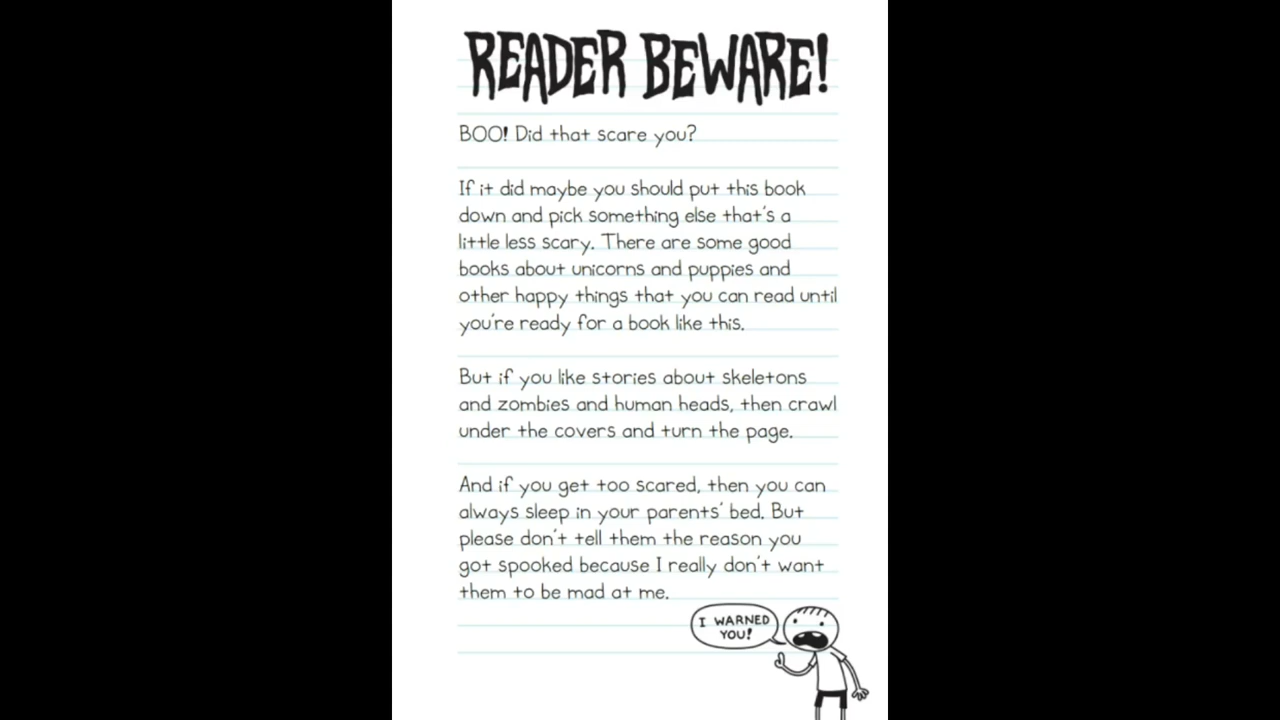 READER BEWARE!
BOO! Did that scare you?
If it did maybe you should put this book
down and pick something else that's a
little less scary. There are some good
books about unicorns and puppies and
other happy things that you can read until
you're ready for a book like this.
But if you like stories about skeletons
and zombies and human heads, then crawl
under the covers and turn the page.
And if you get too scared, then you can
always sleep in your parents' bed. But
please don't tell them the reason you
got spooked because I really don't want
them to be mad at me.
I WARNED
YOU!